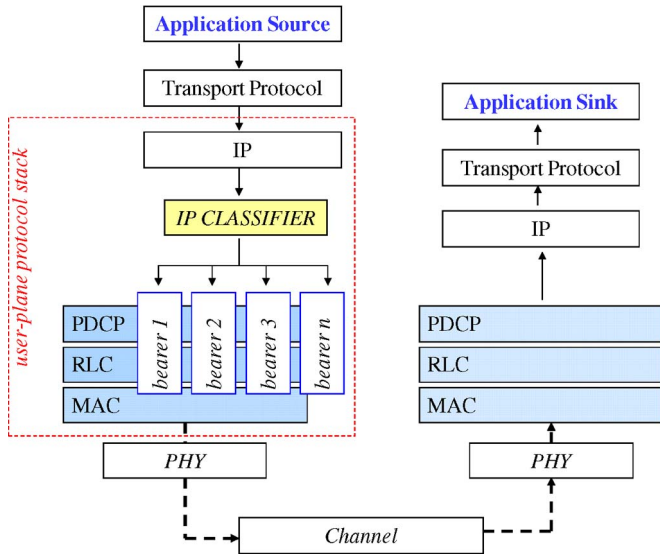 Application Source
Transport Protocol
IP
IP CLASSIFIER
user-plane protocol stack
bearer 1
bearer 2
bearer 3
bearer n
PDCP
RLC
MAC
PHY
Channel
Application Sink
Transport Protocol
IP
PDCP
RLC
MAC
PHY